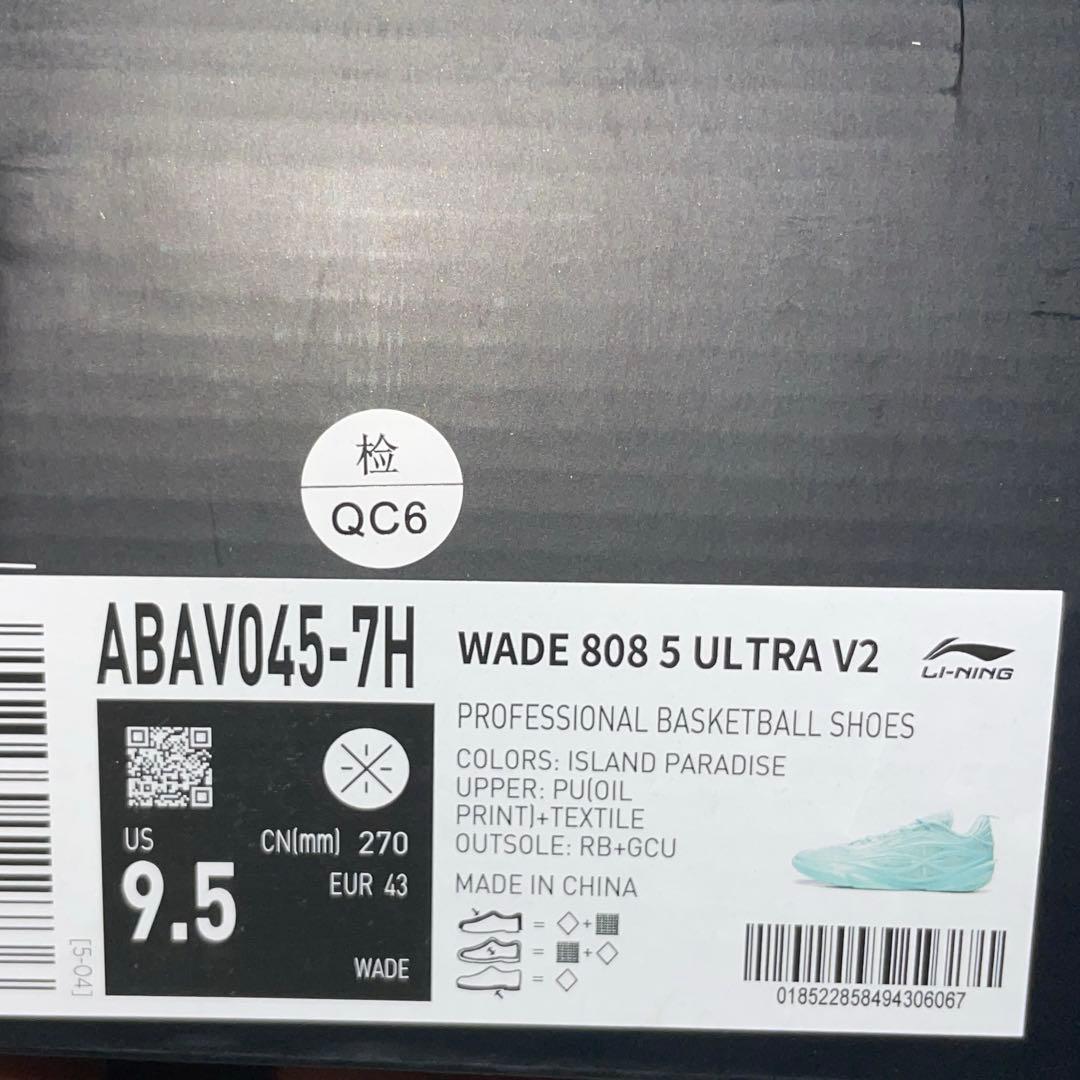 检
QC6
ABAV045-7H
WADE 808 5 ULTRA V2
LI-NING
PROFESSIONAL BASKETBALL SHOES
COLORS: ISLAND PARADISE
UPPER: PU(OIL
PRINT)+TEXTILE
OUTSOLE: RB+GCU
MADE IN CHINA
US
9.5
CN(mm) 270
EUR 43
WADE
[5-04]
= +
= +
=
018522858494306067